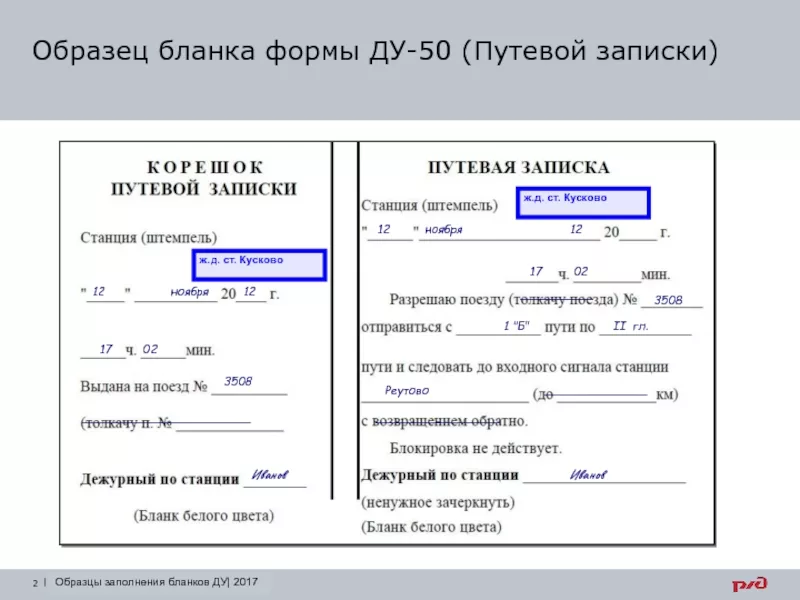 Образец бланка формы ДУ-50 (Путевой записки)
КОРЕШОК
ПУТЕВОЙ ЗАПИСКИ
Станция (штемпель)
ж.д. ст. Кусково
"12" ноября 2012 г.
17 ч. 02 мин.
Выдана на поезд № 3508
(толкачу п. №
Дежурный по станции Иванов
(Бланк белого цвета)
ПУТЕВАЯ ЗАПИСКА
Станция (штемпель) ж.д. ст. Кусково
"12" ноября 12 20 г.
17 ч. 02 мин.
Разрешаю поезду (толкачу поезда) № 3508
отправиться с 1 "Б" пути по II гл.
пути и следовать до входного сигнала станции
Реутово (до км)
с возвращением обратно.
Блокировка не действует.
Дежурный по станции Иванов
(ненужное зачеркнуть)
(Бланк белого цвета)
2 | Образцы заполнения бланков ДУ| 2017
РЖД